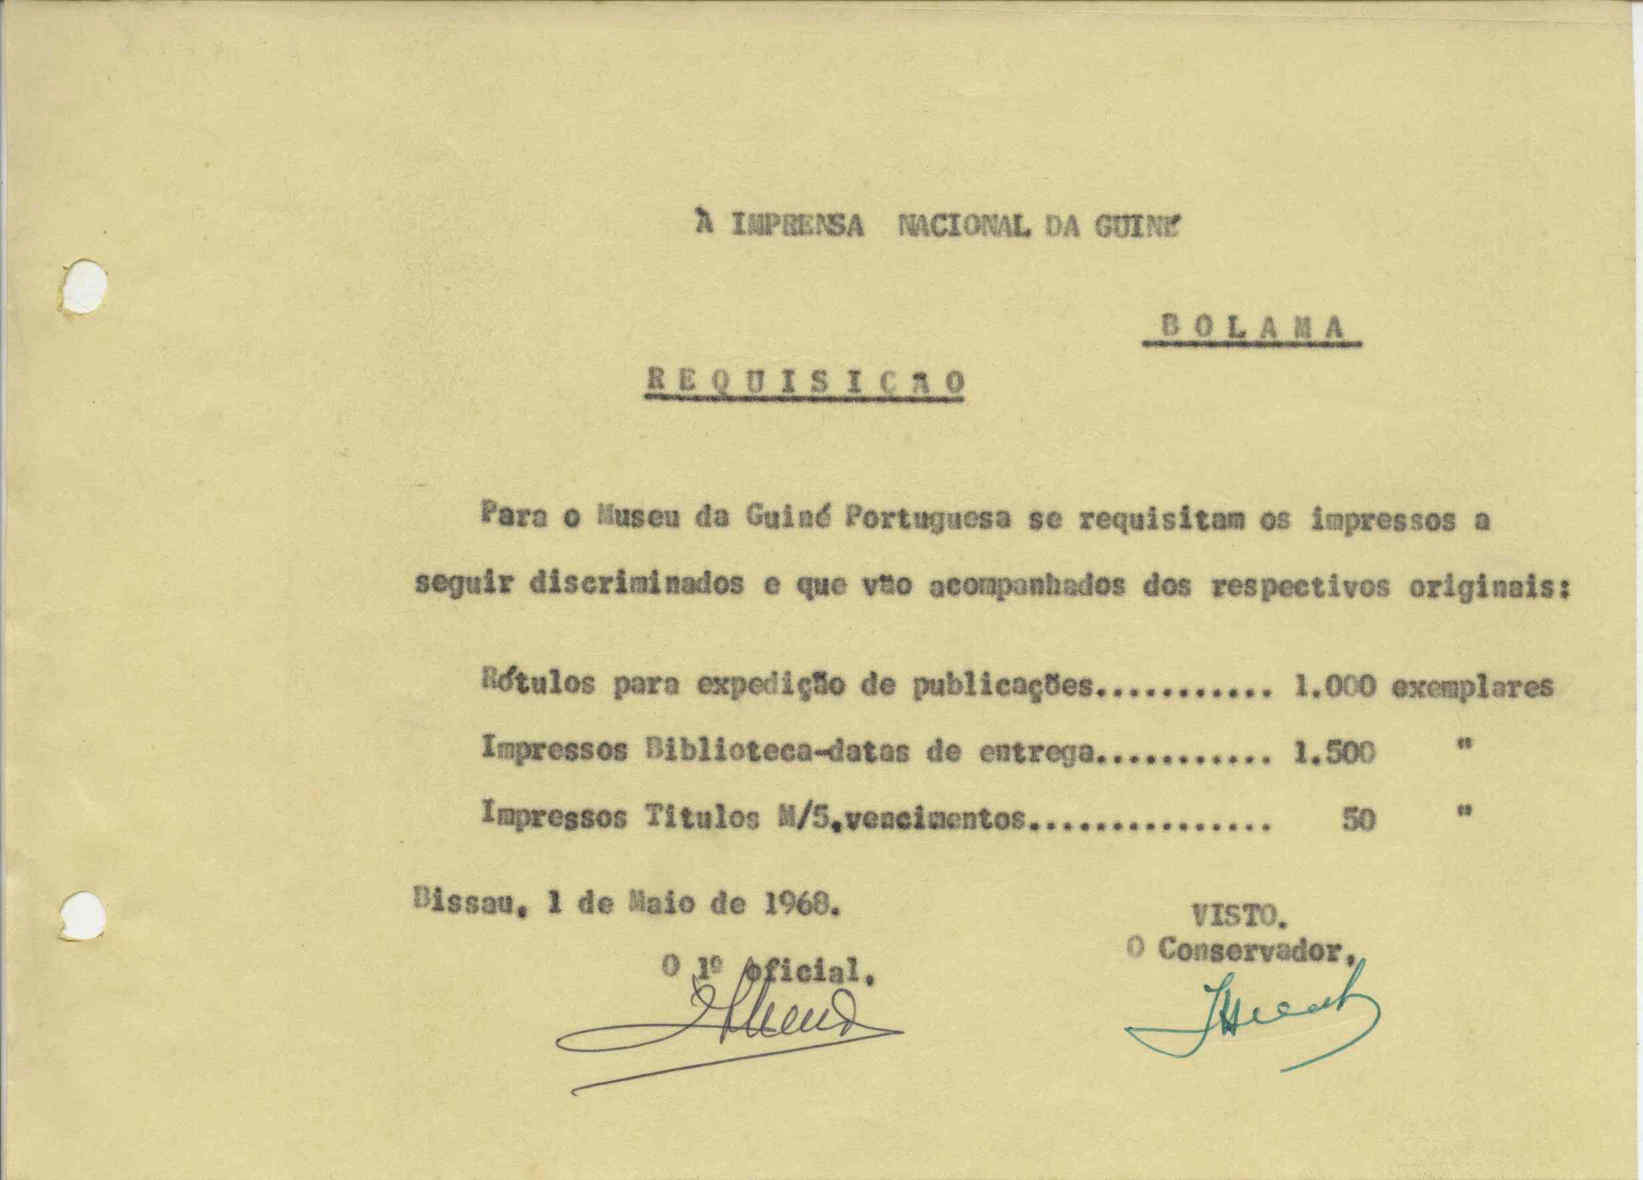 À IMPRENSA NACIONAL DA GUINÉ
BOLAMA
REQUISICÃO
Para o Museu da Guiné Portuguesa se requisitam os impressos a
seguir discriminados e que vão acompanhados dos respectivos originais:
Rótulos para expedição de publicações........... 1.000 exemplares
Impressos Biblioteca-datas de entrega........... 1.500 "
Impressos Titulos M/5,vencimentos............... 50 "
Bissau, 1 de Maio de 1968.
VISTO.
O Conservador,
O 1º oficial,